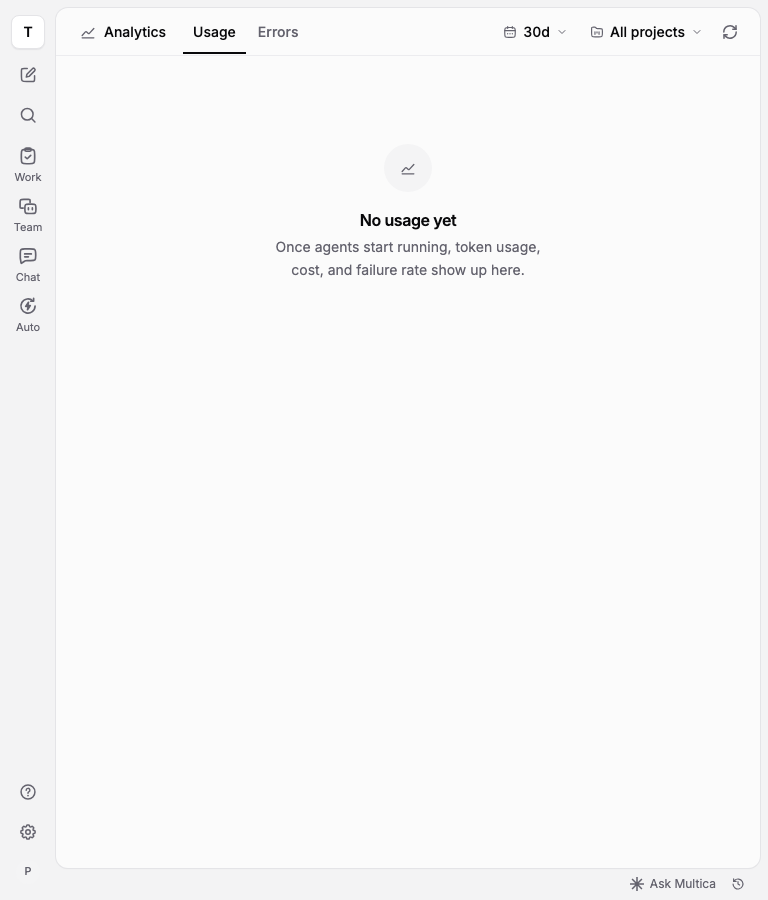 T
Analytics
Usage
Errors
30d
All projects
Work
Team
Chat
Auto
No usage yet
Once agents start running, token usage,
cost, and failure rate show up here.
P
Ask Multica